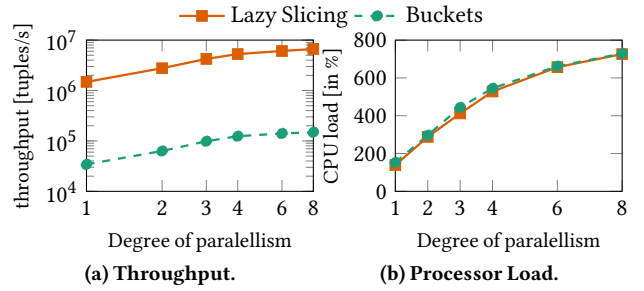 Lazy Slicing Buckets
throughput [tuples/s]
10^7
10^6
10^5
10^4
1 2 3 4 6 8
Degree of paralellism
(a) Throughput.
CPU load [in %]
800
600
400
200
0
1 2 3 4 6 8
Degree of paralellism
(b) Processor Load.